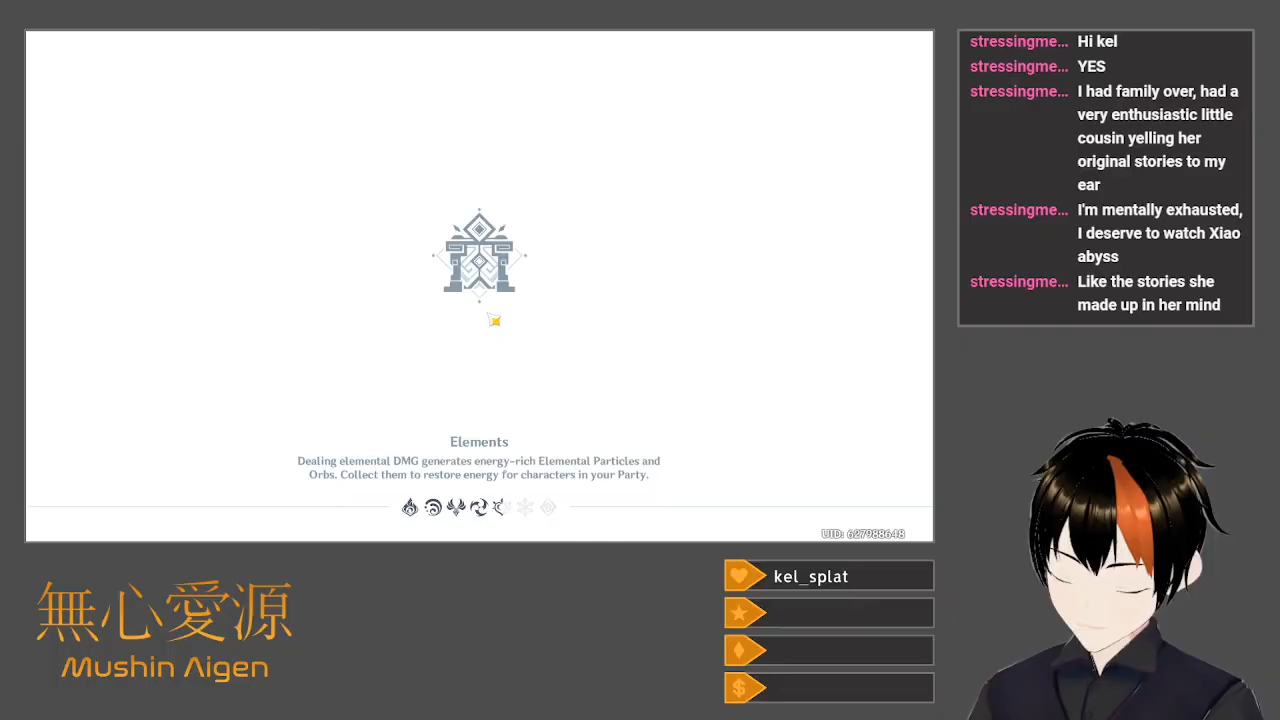 stressingme... Hi kel
stressingme... YES
stressingme... I had family over, had a
very enthusiastic little
cousin yelling her
original stories to my
ear
stressingme... I'm mentally exhausted,
I deserve to watch Xiao
abyss
stressingme... Like the stories she
made up in her mind
Elements
Dealing elemental DMG generates energy-rich Elemental Particles and
Orbs. Collect them to restore energy for characters in your Party.
UID: 627988648
kel_splat
無心愛源
Mushin Aigen